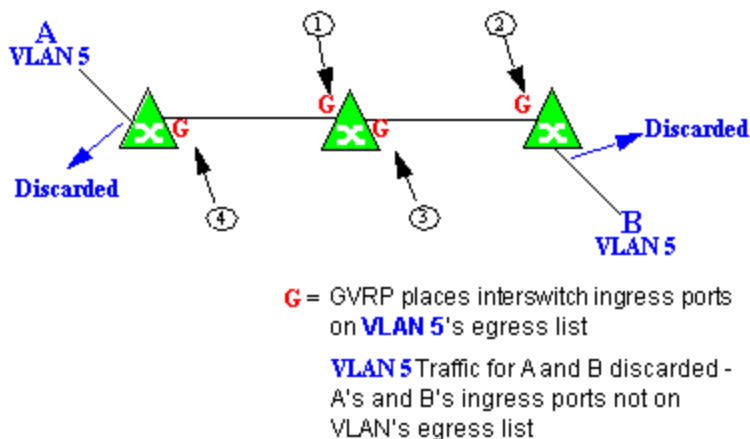 A
VLAN 5
1
2
G
G
G
G
Discarded
Discarded
4
3
B
VLAN 5
G = GVRP places interswitch ingress ports
on VLAN 5's egress list
VLAN 5 Traffic for A and B discarded -
A's and B's ingress ports not on
VLAN's egress list